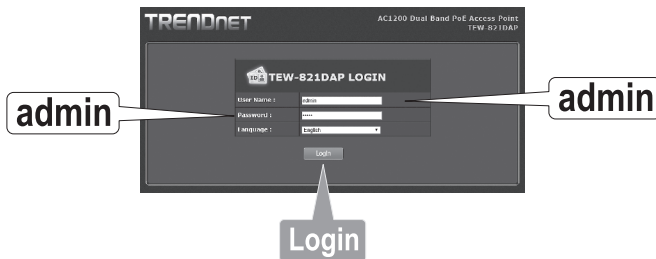 TRENDNET
AC1200 Dual Band PoE Access Point
TEW-821DAP
TEW-821DAP LOGIN
User Name :
admin
Password :
•••••
Language :
English
Login
admin
admin
Login